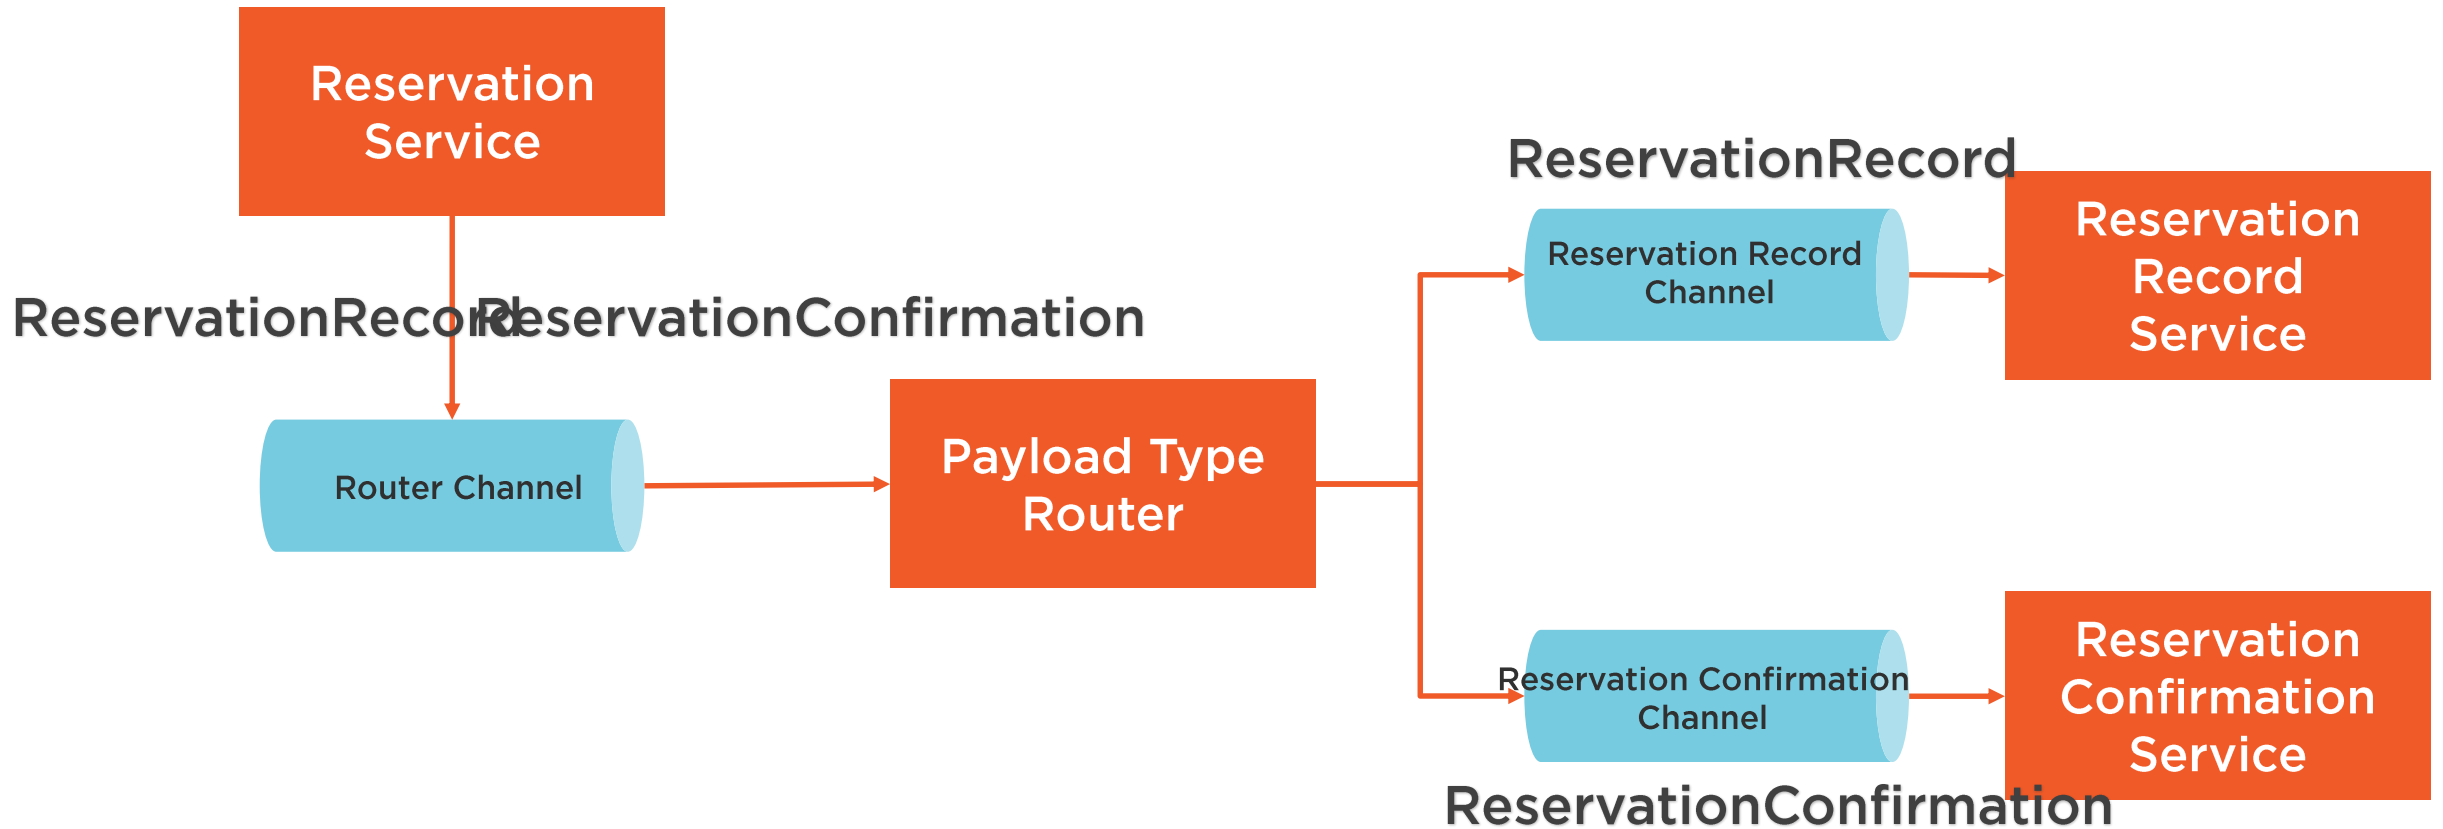 Reservation
Service
ReservationRecord
ReservationConfirmation
Router Channel
Payload Type
Router
ReservationRecord
Reservation Record
Channel
Reservation
Record
Service
Reservation Confirmation
Channel
Reservation
Confirmation
Service
ReservationConfirmation